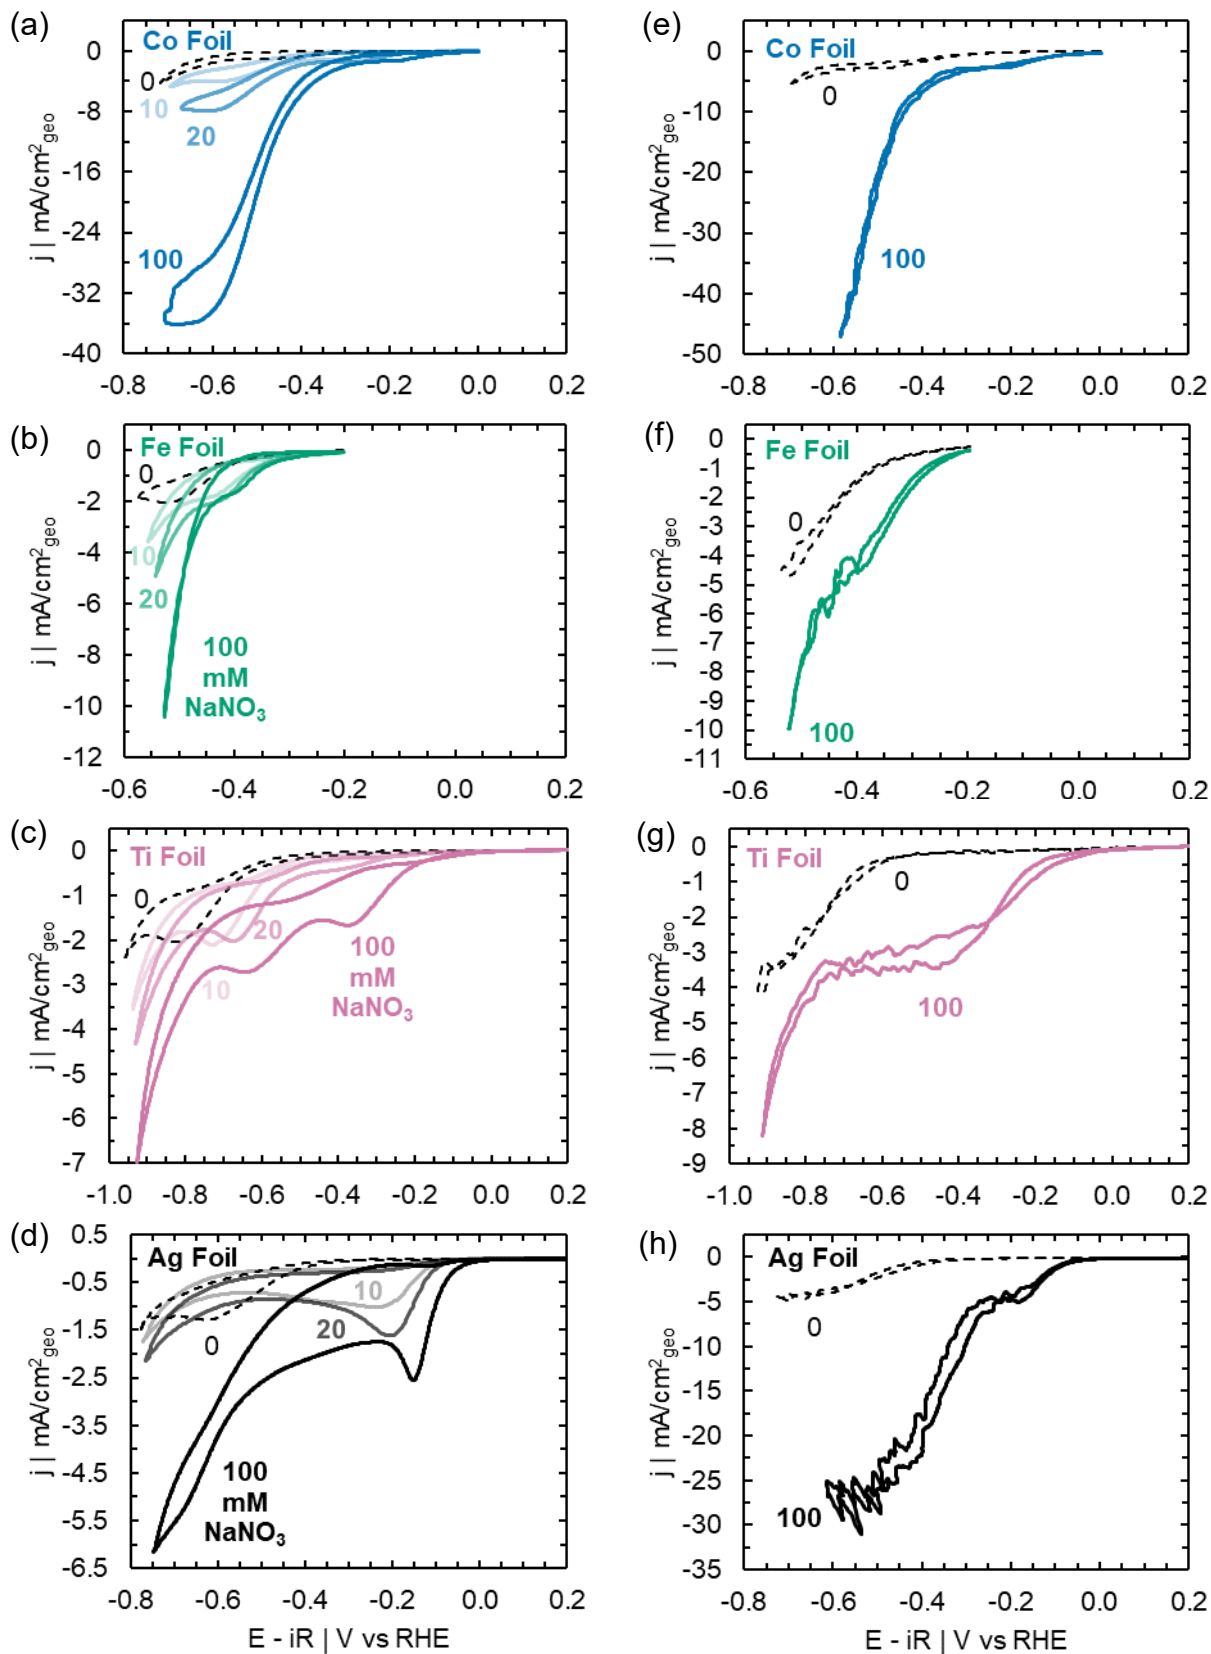 (a)
Co Foil
0
10
20
100
0
-8
-16
-24
-32
-40
j | mA/cm²geo
-0.8 -0.6 -0.4 -0.2 0.0 0.2
(e)
Co Foil
0
100
0
-10
-20
-30
-40
-50
j | mA/cm²geo
-0.8 -0.6 -0.4 -0.2 0.0 0.2
(b)
Fe Foil
0
10
20
100
mM
NaNO₃
0
-2
-4
-6
-8
-10
-12
j | mA/cm²geo
-0.6 -0.4 -0.2 0.0 0.2
(f)
Fe Foil
0
100
0
-1
-2
-3
-4
-5
-6
-7
-8
-9
-10
-11
j | mA/cm²geo
-0.6 -0.4 -0.2 0.0 0.2
(c)
Ti Foil
0
20
10
100
mM
NaNO₃
0
-1
-2
-3
-4
-5
-6
-7
j | mA/cm²geo
-1.0 -0.8 -0.6 -0.4 -0.2 0.0 0.2
(g)
Ti Foil
0
100
0
-1
-2
-3
-4
-5
-6
-7
-8
-9
j | mA/cm²geo
-1.0 -0.8 -0.6 -0.4 -0.2 0.0 0.2
(d)
Ag Foil
10
20
0
100
mM
NaNO₃
0.5
-0.5
-1.5
-2.5
-3.5
-4.5
-5.5
-6.5
j | mA/cm²geo
-0.8 -0.6 -0.4 -0.2 0.0 0.2
E - iR | V vs RHE
(h)
Ag Foil
0
100
0
-5
-10
-15
-20
-25
-30
-35
j | mA/cm²geo
-0.8 -0.6 -0.4 -0.2 0.0 0.2
E - iR | V vs RHE